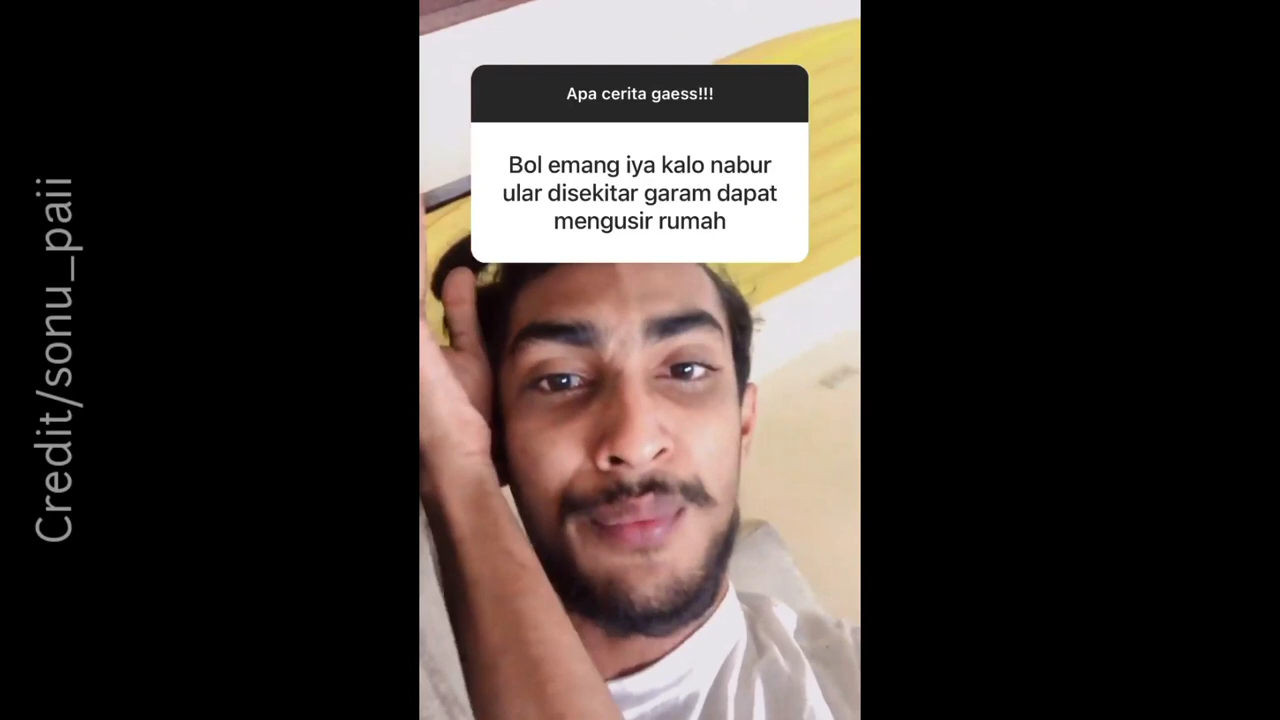 Apa cerita gaess!!!
Bol emang iya kalo nabur
ular disekitar garam dapat
mengusir rumah
Credit/sonu_paii